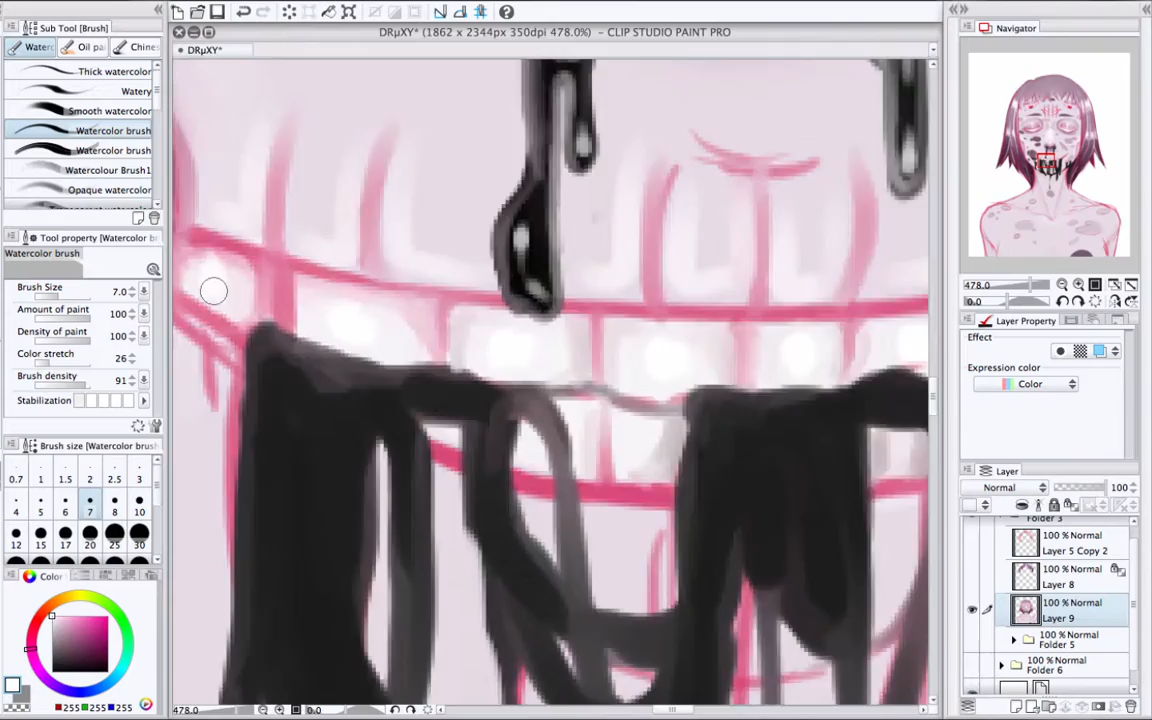 Sub Tool [Brush]
DRµXY* (1862 x 2344px 350dpi 478.0%) - CLIP STUDIO PAINT PRO
Navigator
Waterc
Oil pa
Chines
DRµXY*
Thick watercolor
Watery
Smooth watercolor
Watercolor brush
Watercolor brush
Watercolour Brush1
Opaque watercolor
Tool property [Watercolor b
Watercolor brush
Brush Size 7.0
Amount of paint 100
Density of paint 100
Color stretch 26
Brush density 91
Stabilization
Brush size [Watercolor brush
0.7 1 1.5 2 2.5 3
4 5 6 7 8 10
12 15 17 20 25 30
Color
255 255 255
478.0 0.0
478.0
0.0
Layer Property
Effect
Expression color
Color
Layer
Normal 100
Folder 3
100 % Normal
Layer 5 Copy 2
100 % Normal
Layer 8
100 % Normal
Layer 9
100 % Normal
Folder 5
100 % Normal
Folder 6